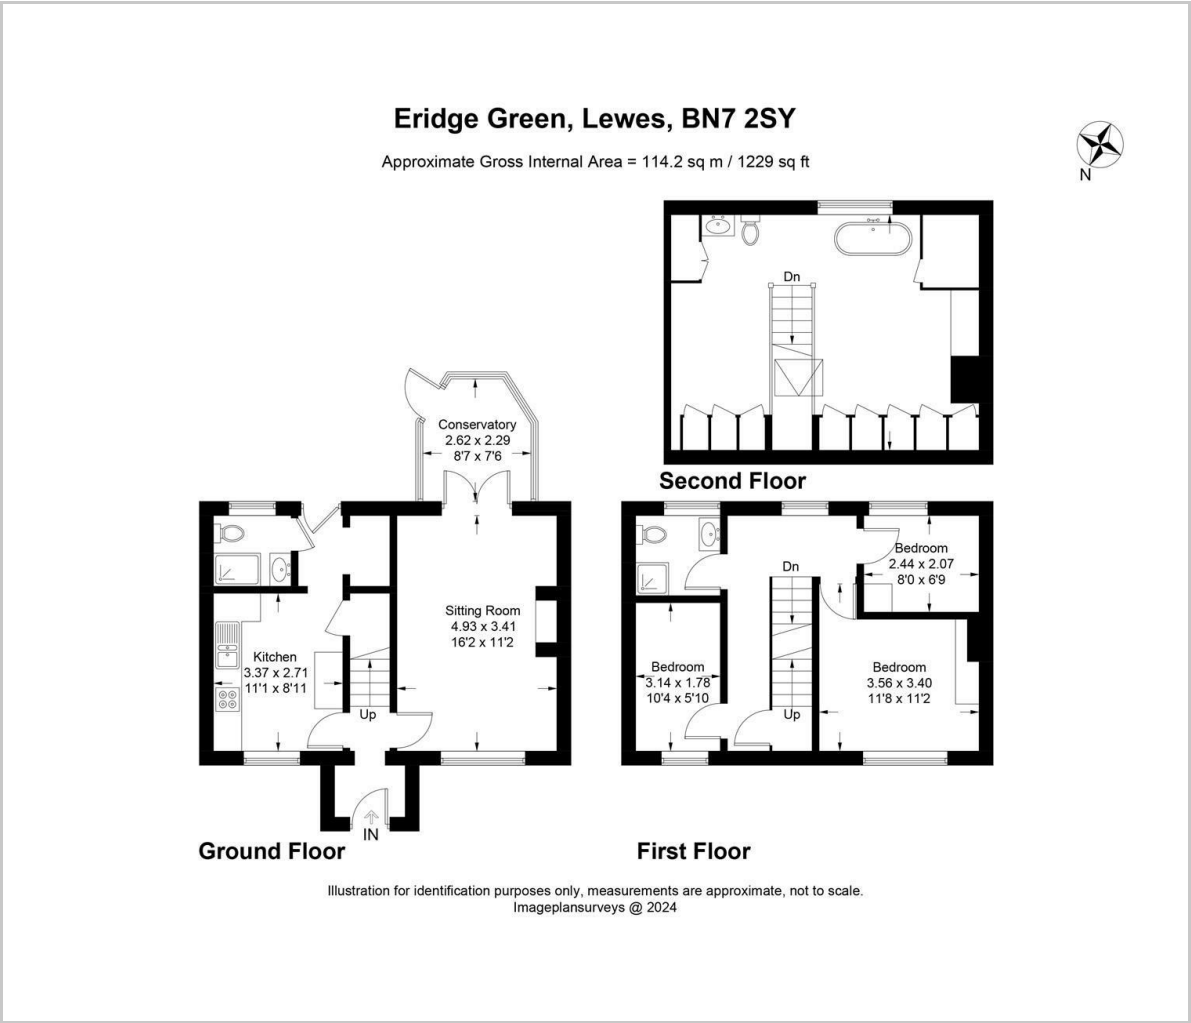 Eridge Green, Lewes, BN7 2SY
Approximate Gross Internal Area = 114.2 sq m / 1229 sq ft
N
Dn
Second Floor
Conservatory
2.62 x 2.29
8'7 x 7'6
Sitting Room
4.93 x 3.41
16'2 x 11'2
Kitchen
3.37 x 2.71
11'1 x 8'11
Up
IN
Ground Floor
Dn
Bedroom
2.44 x 2.07
8'0 x 6'9
Bedroom
3.14 x 1.78
10'4 x 5'10
Bedroom
3.56 x 3.40
11'8 x 11'2
Up
First Floor
Illustration for identification purposes only, measurements are approximate, not to scale.
Imageplansurveys @ 2024